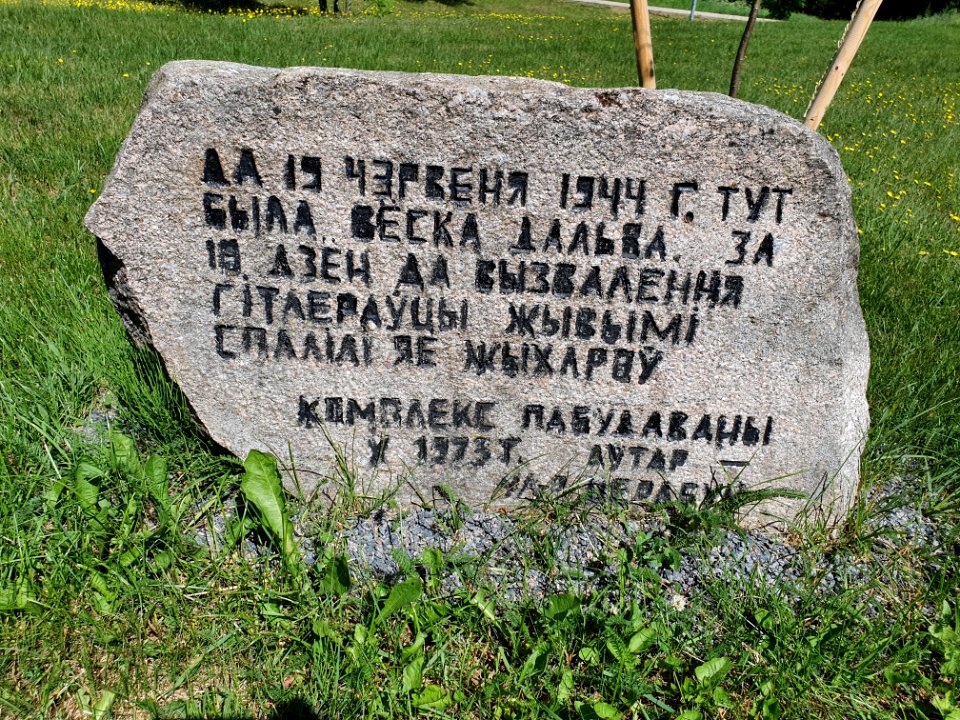 ДА 19 ЧЭРВЕНЯ 1944 Г. ТУТ
БЫЛА ВЁСКА ДАЛЬВА. ЗА
10 ДЗЁН ДА ВЫЗВАЛЕННЯ
ГІТЛЕРАЎЦЫ ЖЫВЫМІ
СПАЛІЛІ ЯЕ ЖЫХАРОЎ
КОМПЛЕКС ПАБУДАВАНЫ
У 1973 Г. АЎТАР —